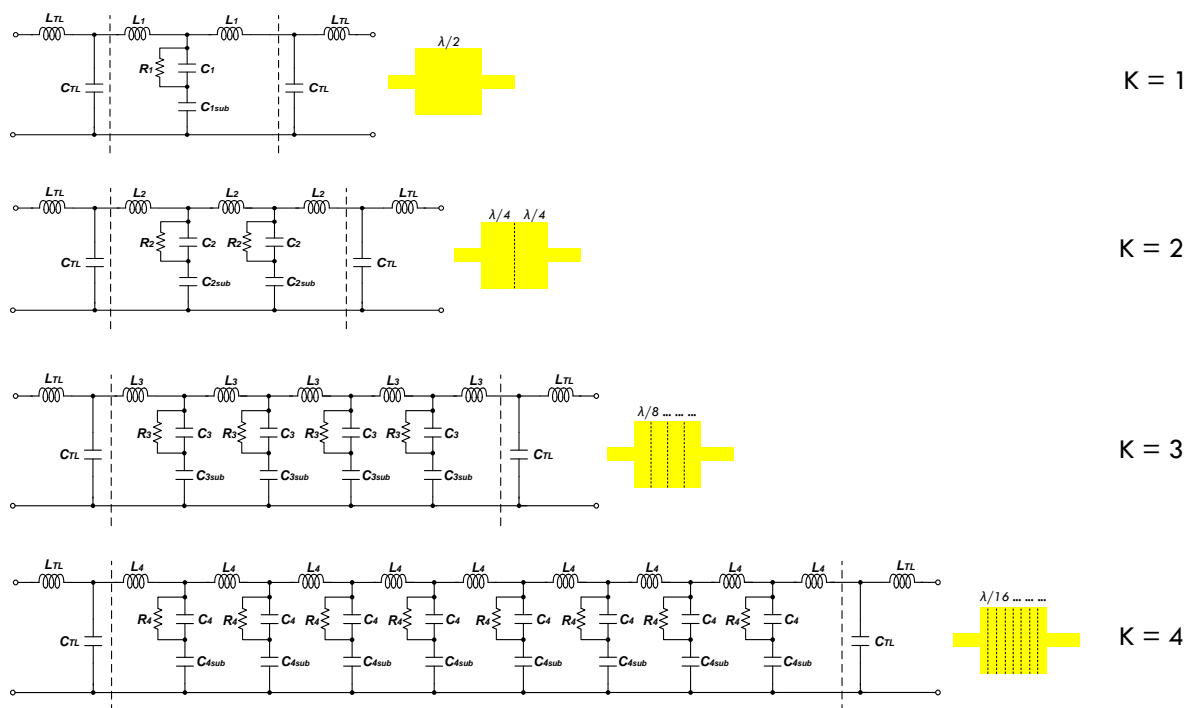 LTL L1 L1 LTL
λ/2
R1 C1
CTL CTL
C1sub
K = 1
LTL L2 L2 L2 LTL
λ/4 λ/4
R2 C2 R2 C2
CTL CTL
C2sub C2sub
K = 2
LTL L3 L3 L3 L3 L3 LTL
λ/8 ... ... ...
R3 C3 R3 C3 R3 C3 R3 C3
CTL CTL
C3sub C3sub C3sub C3sub
K = 3
LTL L4 L4 L4 L4 L4 L4 L4 L4 L4 LTL
λ/16 ... ... ...
R4 C4 R4 C4 R4 C4 R4 C4 R4 C4 R4 C4 R4 C4 R4 C4
CTL CTL
C4sub C4sub C4sub C4sub C4sub C4sub C4sub C4sub
K = 4